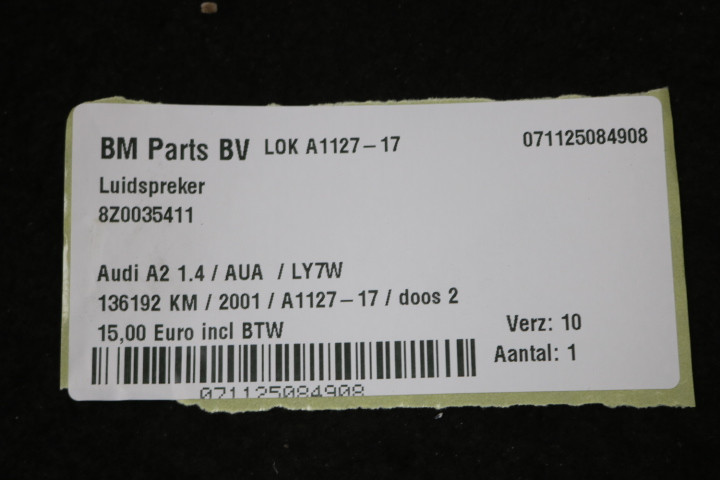 BM Parts BV LOK A1127-17 071125084908
Luidspreker
8Z0035411
Audi A2 1.4 / AUA / LY7W
136192 KM / 2001 / A1127-17 / doos 2
15,00 Euro incl BTW Verz: 10
Aantal: 1
071125084908